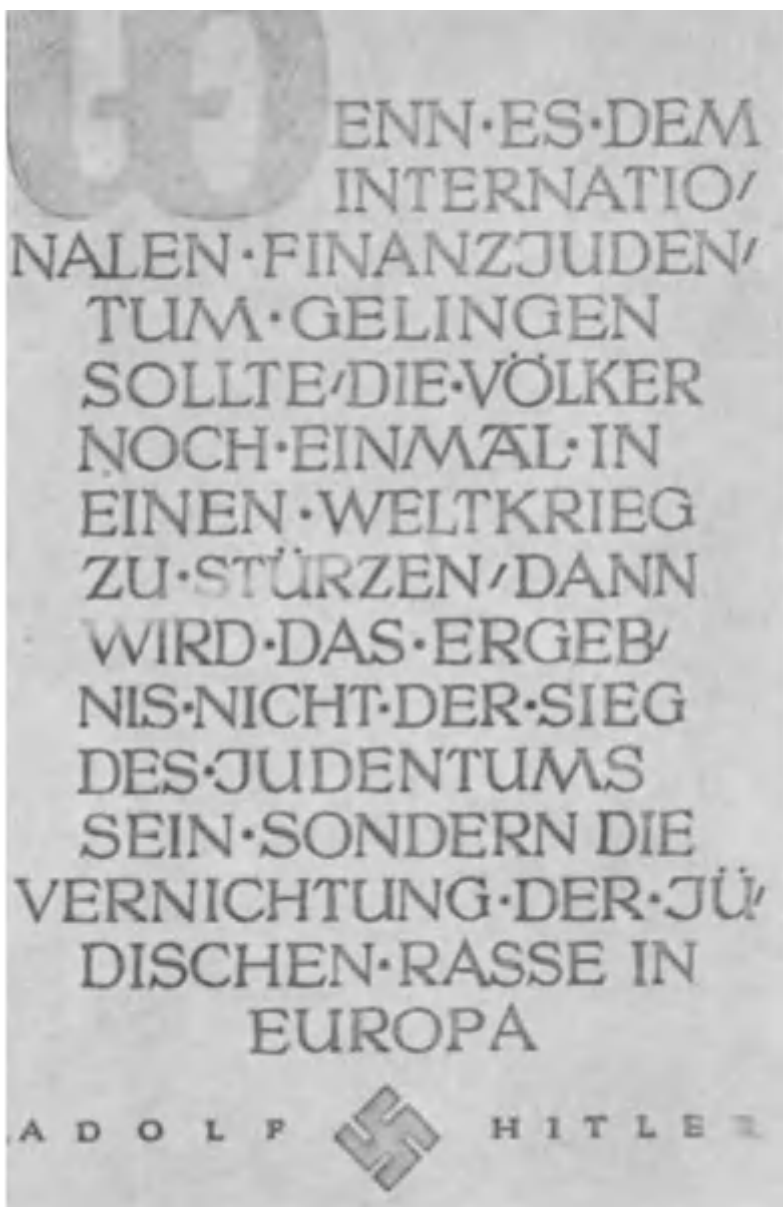 WENN·ES·DEM
INTERNATIO/
NALEN·FINANZJUDEN/
TUM·GELINGEN
SOLLTE/DIE·VÖLKER
NOCH·EINMAL·IN
EINEN·WELTKRIEG
ZU·STÜRZEN/DANN
WIRD·DAS·ERGEB/
NIS·NICHT·DER·SIEG
DES·JUDENTUMS
SEIN·SONDERN DIE
VERNICHTUNG·DER·JÜ/
DISCHEN·RASSE IN
EUROPA
ADOLF HITLER